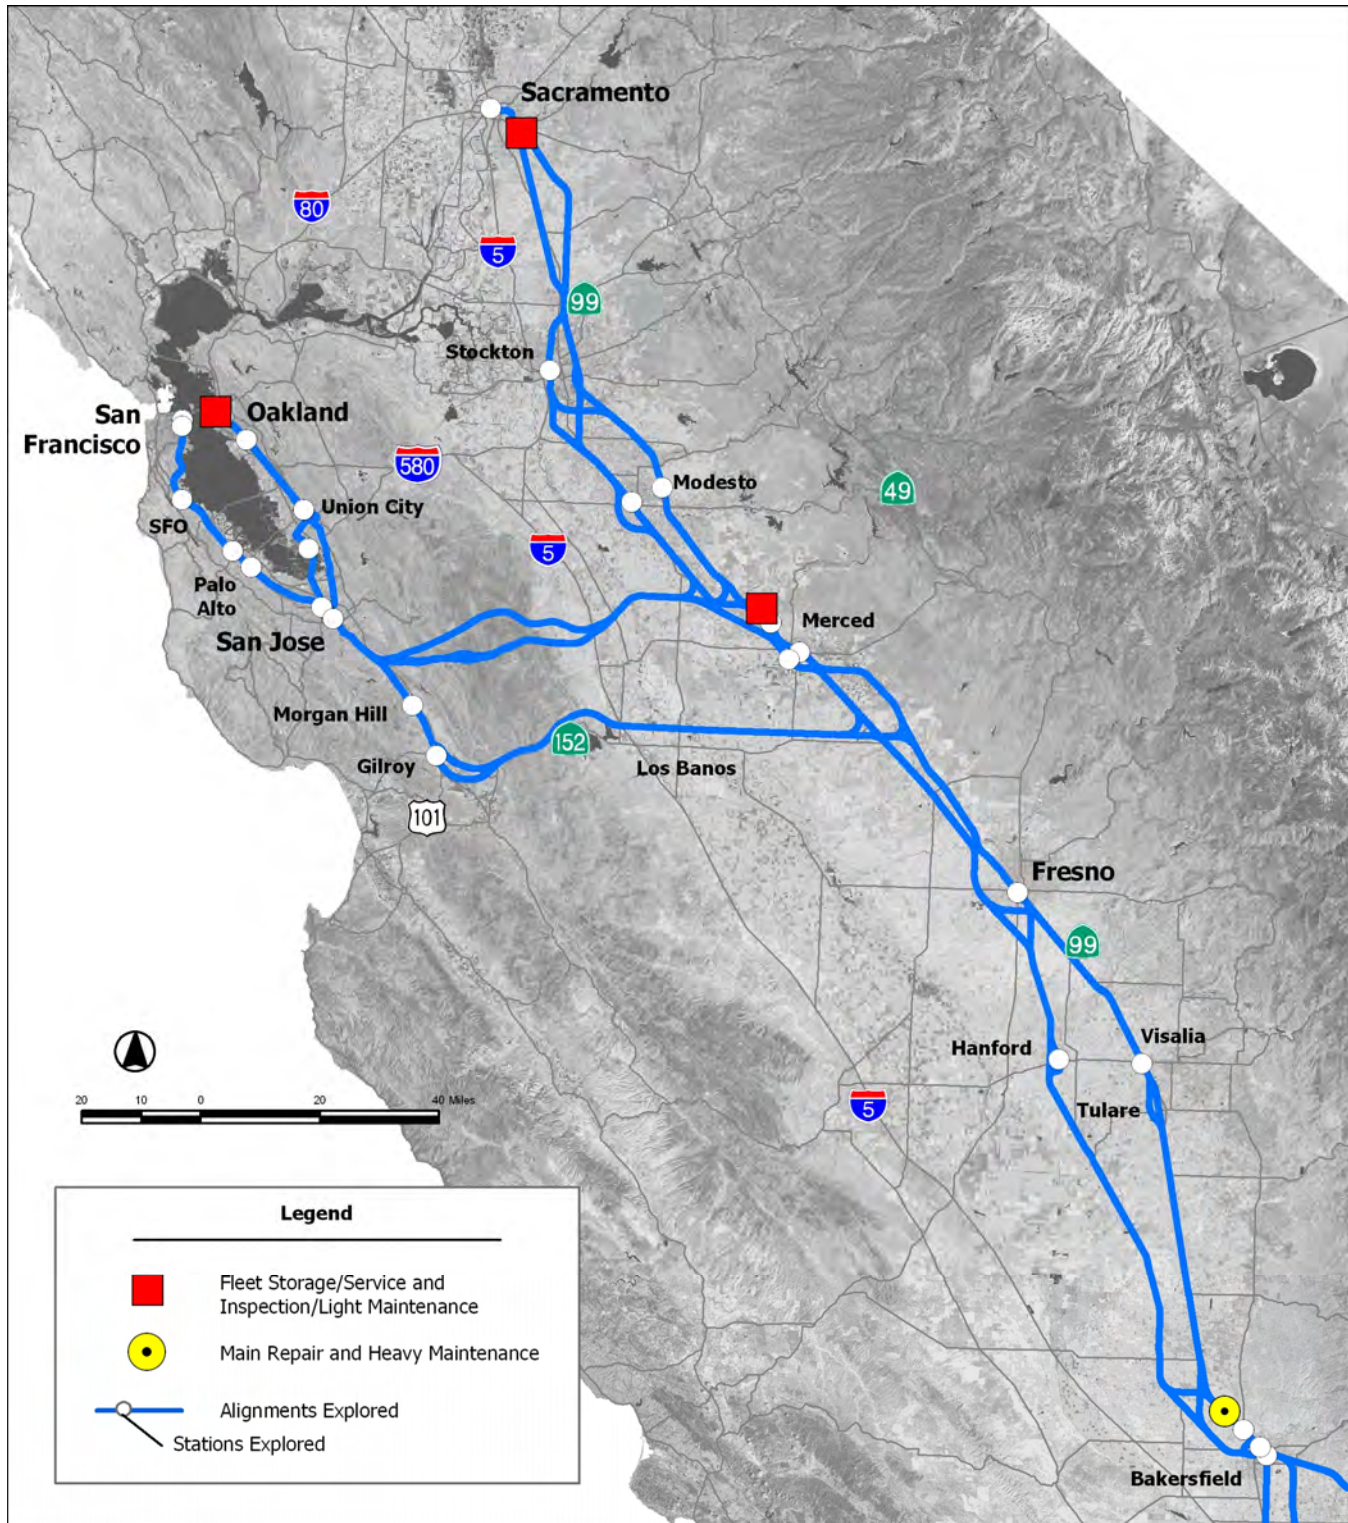 Sacramento
80
5
99
Stockton
San
Francisco
Oakland
580
Modesto
49
Union City
SFO
5
Palo
Alto
Merced
San Jose
Morgan Hill
152
Gilroy
Los Banos
101
Fresno
99
Hanford
Visalia
20 10 0 20 40 Miles
5
Tulare
Legend
Fleet Storage/Service and
Inspection/Light Maintenance
Main Repair and Heavy Maintenance
Alignments Explored
Stations Explored
Bakersfield